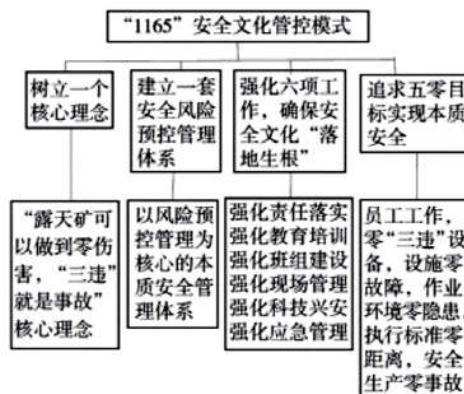 “1165”安全文化管控模式
树立一个
核心理念
建立一套
安全风险
预控管理
体系
强化六项工
作，确保安
全文化“落
地生根”
追求五零目
标实现本质
安全
“露天矿可
以做到零伤
害，“三违”
就是事故”
核心理念
以风险预
控管理为
核心的本
质安全管
理体系
强化责任落实
强化教育培训
强化班组建设
强化现场管理
强化科技兴安
强化应急管理
员工工作，
零“三违”设
备，设施零
故障，作业
环境零隐患，
执行标准零
距离，安全
生产零事故